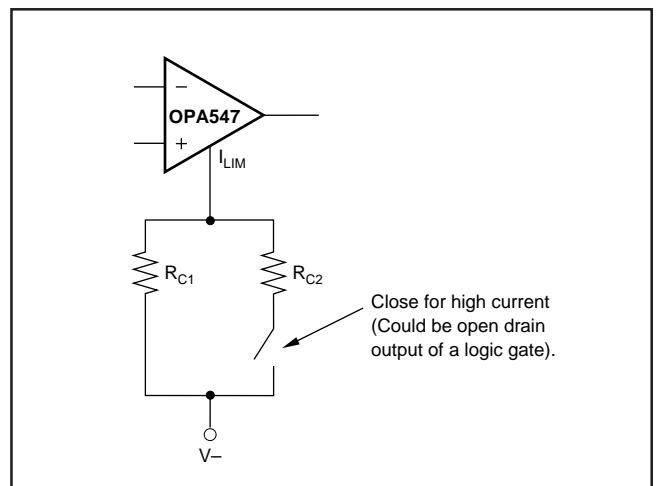 −
OPA547
+
I_LIM
R_C1
R_C2
Close for high current
(Could be open drain
output of a logic gate).
V−